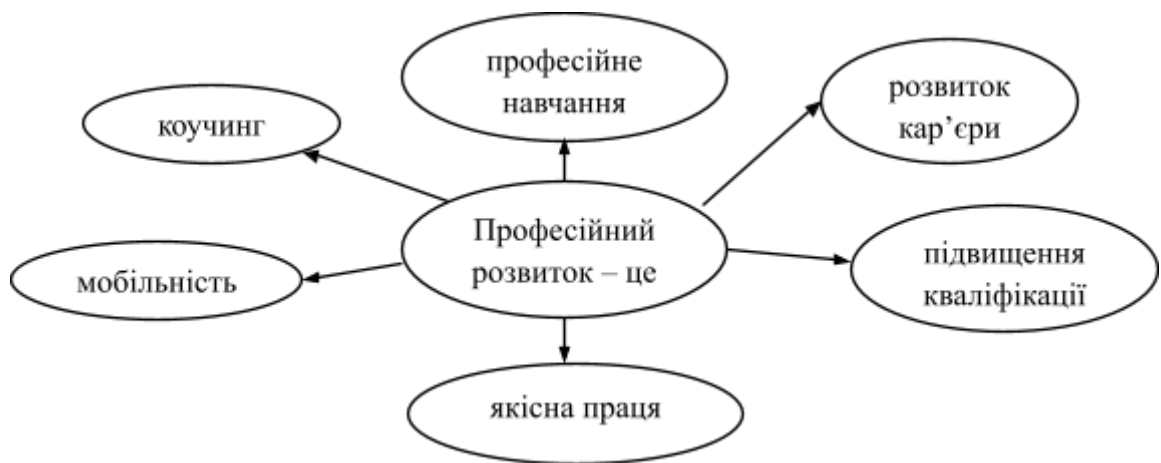 професійне
навчання
розвиток
кар’єри
коучинг
Професійний
розвиток – це
підвищення
кваліфікації
мобільність
якісна праця